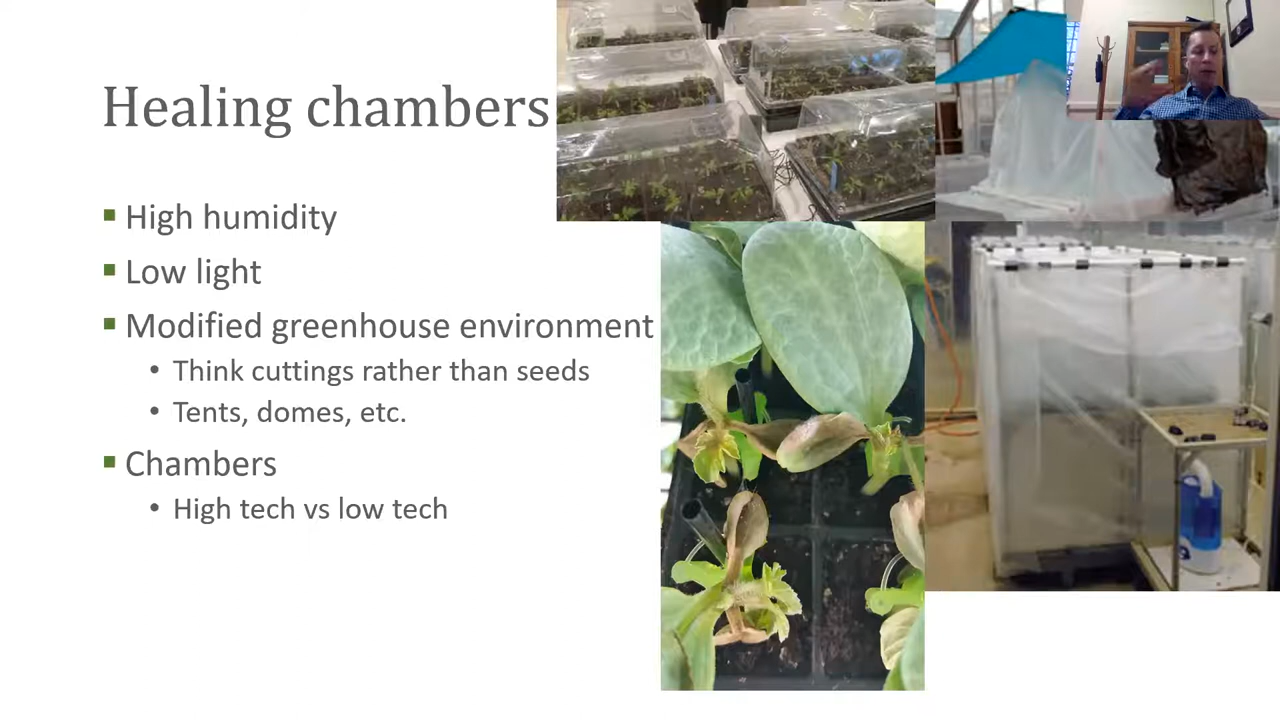 Healing chambers
High humidity
Low light
Modified greenhouse environment
Think cuttings rather than seeds
Tents, domes, etc.
Chambers
High tech vs low tech